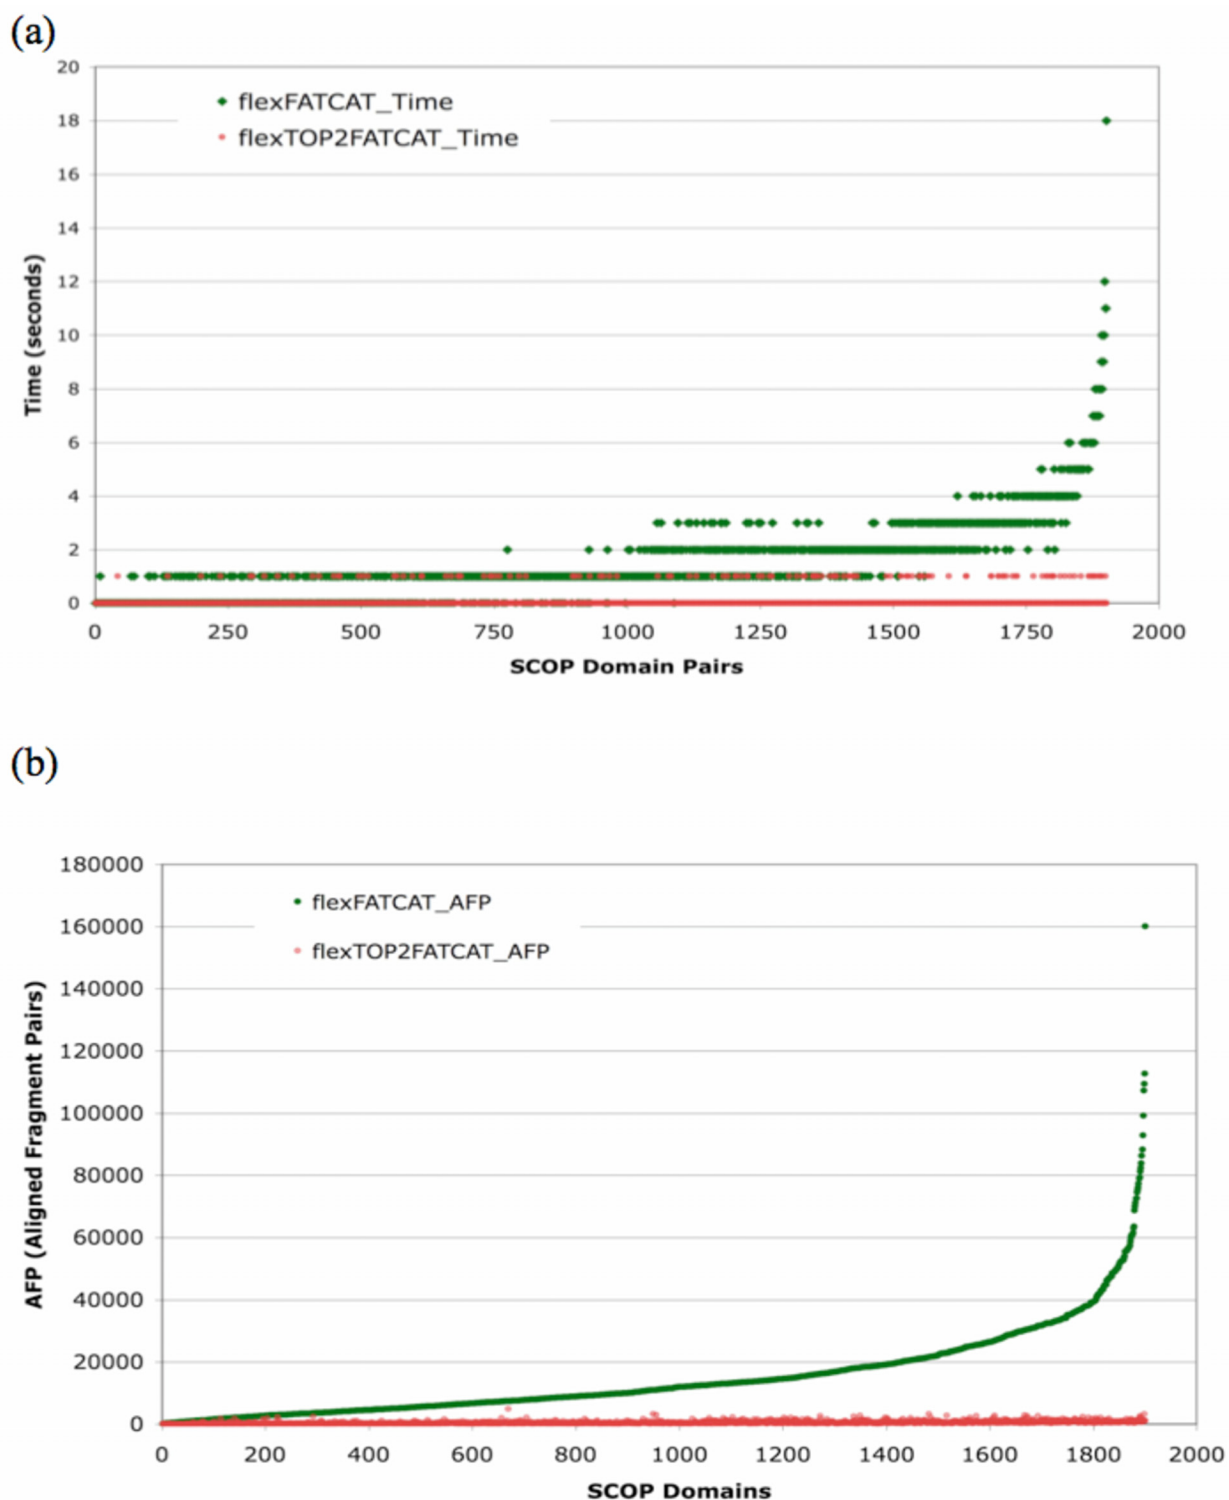 (a)
20
flexFATCAT_Time
18
flexTOP2FATCAT_Time
16
14
12
10
8
6
4
2
0
Time (seconds)
0 250 500 750 1000 1250 1500 1750 2000
SCOP Domain Pairs
(b)
180000
flexFATCAT_AFP
160000
flexTOP2FATCAT_AFP
140000
120000
100000
80000
60000
40000
20000
0
AFP (Aligned Fragment Pairs)
0 200 400 600 800 1000 1200 1400 1600 1800 2000
SCOP Domains